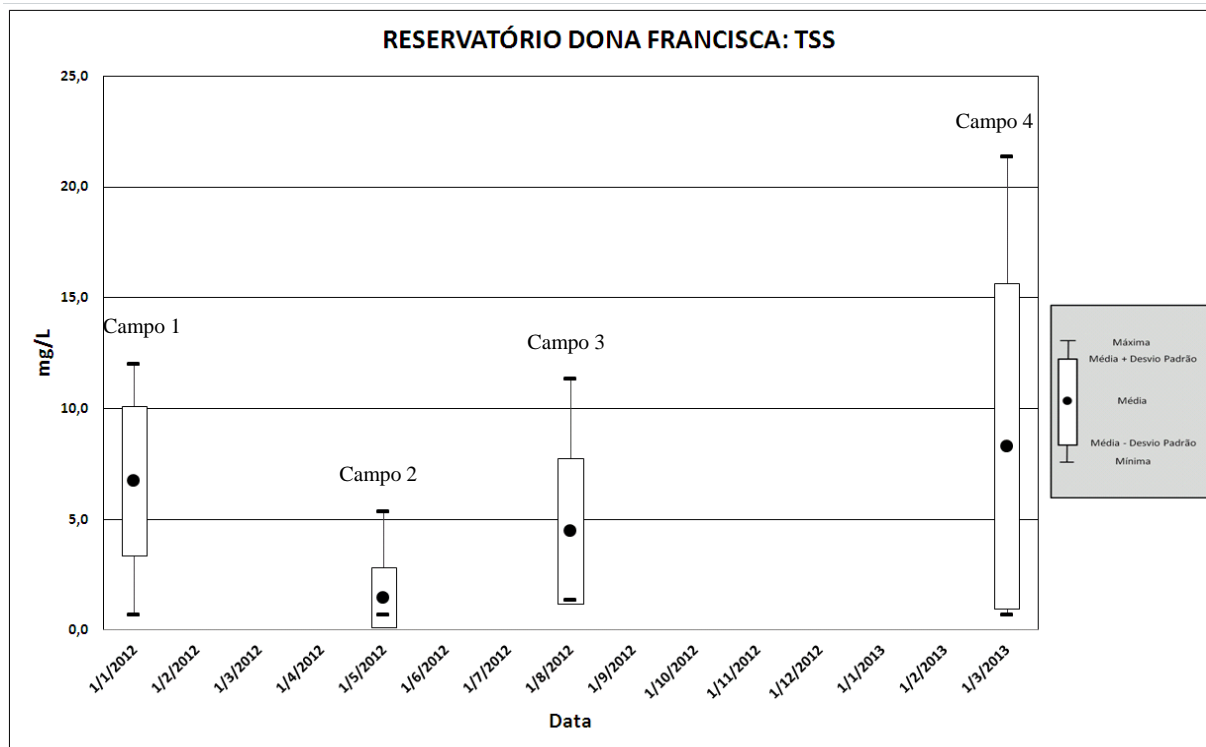 RESERVATÓRIO DONA FRANCISCA: TSS
25,0
20,0
15,0
10,0
5,0
0,0
mg/L
Campo 1
Campo 2
Campo 3
Campo 4
1/1/2012
1/2/2012
1/3/2012
1/4/2012
1/5/2012
1/6/2012
1/7/2012
1/8/2012
1/9/2012
1/10/2012
1/11/2012
1/12/2012
1/1/2013
1/2/2013
1/3/2013
Data
Máxima
Média + Desvio Padrão
Média
Média - Desvio Padrão
Mínima